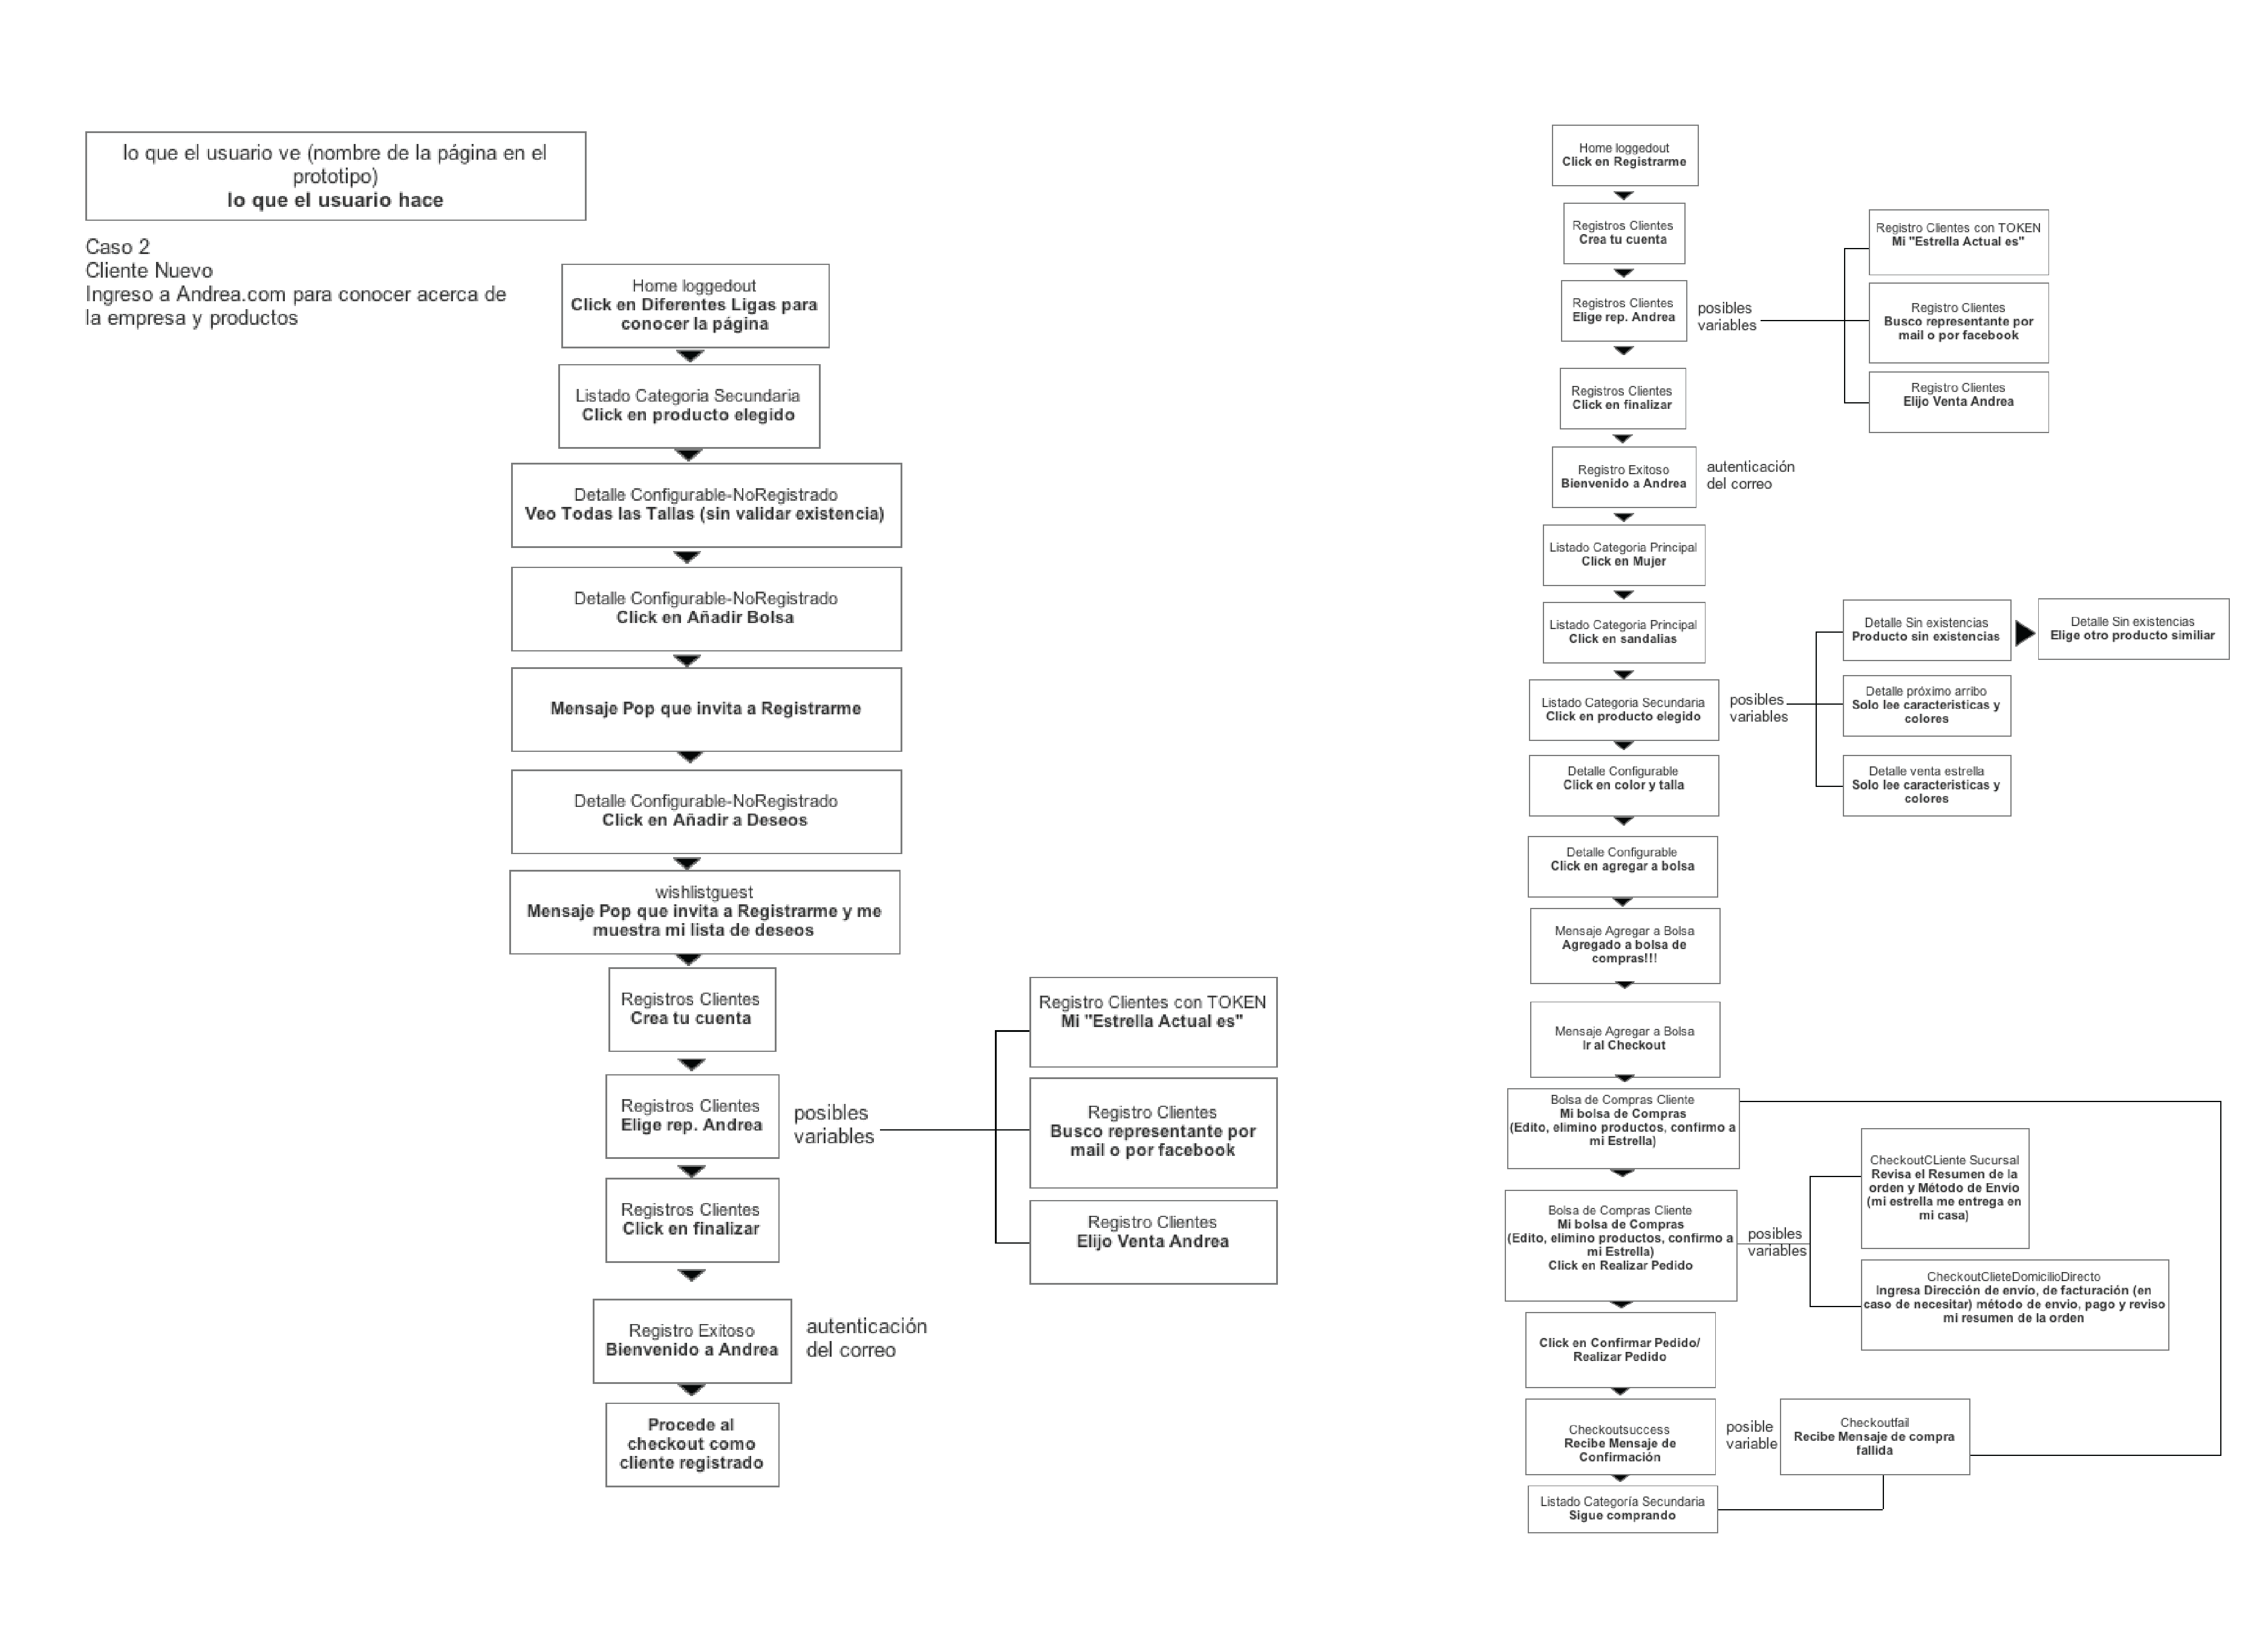 lo que el usuario ve (nombre de la página en el
prototipo)
lo que el usuario hace
Caso 2
Cliente Nuevo
Ingreso a Andrea.com para conocer acerca de
la empresa y productos
Home loggedout
Click en Diferentes Ligas para
conocer la página
Listado Categoria Secundaria
Click en producto elegido
Detalle Configurable-NoRegistrado
Veo Todas las Tallas (sin validar existencia)
Detalle Configurable-NoRegistrado
Click en Añadir Bolsa
Mensaje Pop que invita a Registrarme
Detalle Configurable-NoRegistrado
Click en Añadir a Deseos
wishlistguest
Mensaje Pop que invita a Registrarme y me
muestra mi lista de deseos
Registros Clientes
Crea tu cuenta
Registros Clientes
Elige rep. Andrea
posibles
variables
Registro Clientes con TOKEN
Mi "Estrella Actual es"
Registro Clientes
Busco representante por
mail o por facebook
Registro Clientes
Elijo Venta Andrea
Registros Clientes
Click en finalizar
Registro Exitoso
Bienvenido a Andrea
autenticación
del correo
Procede al
checkout como
cliente registrado
Home loggedout
Click en Registrarme
Registros Clientes
Crea tu cuenta
Registros Clientes
Elige rep. Andrea
posibles
variables
Registro Clientes con TOKEN
Mi "Estrella Actual es"
Registro Clientes
Busco representante por
mail o por facebook
Registro Clientes
Elijo Venta Andrea
Registros Clientes
Click en finalizar
Registro Exitoso
Bienvenido a Andrea
autenticación
del correo
Listado Categoria Principal
Click en Mujer
Listado Categoria Principal
Click en sandalias
Listado Categoria Secundaria
Click en producto elegido
posibles
variables
Detalle Sin existencias
Producto sin existencias
Detalle Sin existencias
Elige otro producto similiar
Detalle próximo arribo
Solo lee caracteristicas y
colores
Detalle venta estrella
Solo lee caracteristicas y
colores
Detalle Configurable
Click en color y talla
Detalle Configurable
Click en agregar a bolsa
Mensaje Agregar a Bolsa
Agregado a bolsa de
compras!!!
Mensaje Agregar a Bolsa
Ir al Checkout
Bolsa de Compras Cliente
Mi bolsa de Compras
(Edito, elimino productos, confirmo a
mi Estrella)
Bolsa de Compras Cliente
Mi bolsa de Compras
(Edito, elimino productos, confirmo a
mi Estrella)
Click en Realizar Pedido
posibles
variables
CheckoutCLiente Sucursal
Revisa el Resumen de la
orden y Método de Envio
(mi estrella me entrega en
mi casa)
CheckoutClieteDomicilioDirecto
Ingresa Dirección de envío, de facturación (en
caso de necesitar) método de envio, pago y reviso
mi resumen de la orden
Click en Confirmar Pedido/
Realizar Pedido
Checkoutsuccess
Recibe Mensaje de
Confirmación
posible
variable
Checkoutfail
Recibe Mensaje de compra
fallida
Listado Categoría Secundaria
Sigue comprando